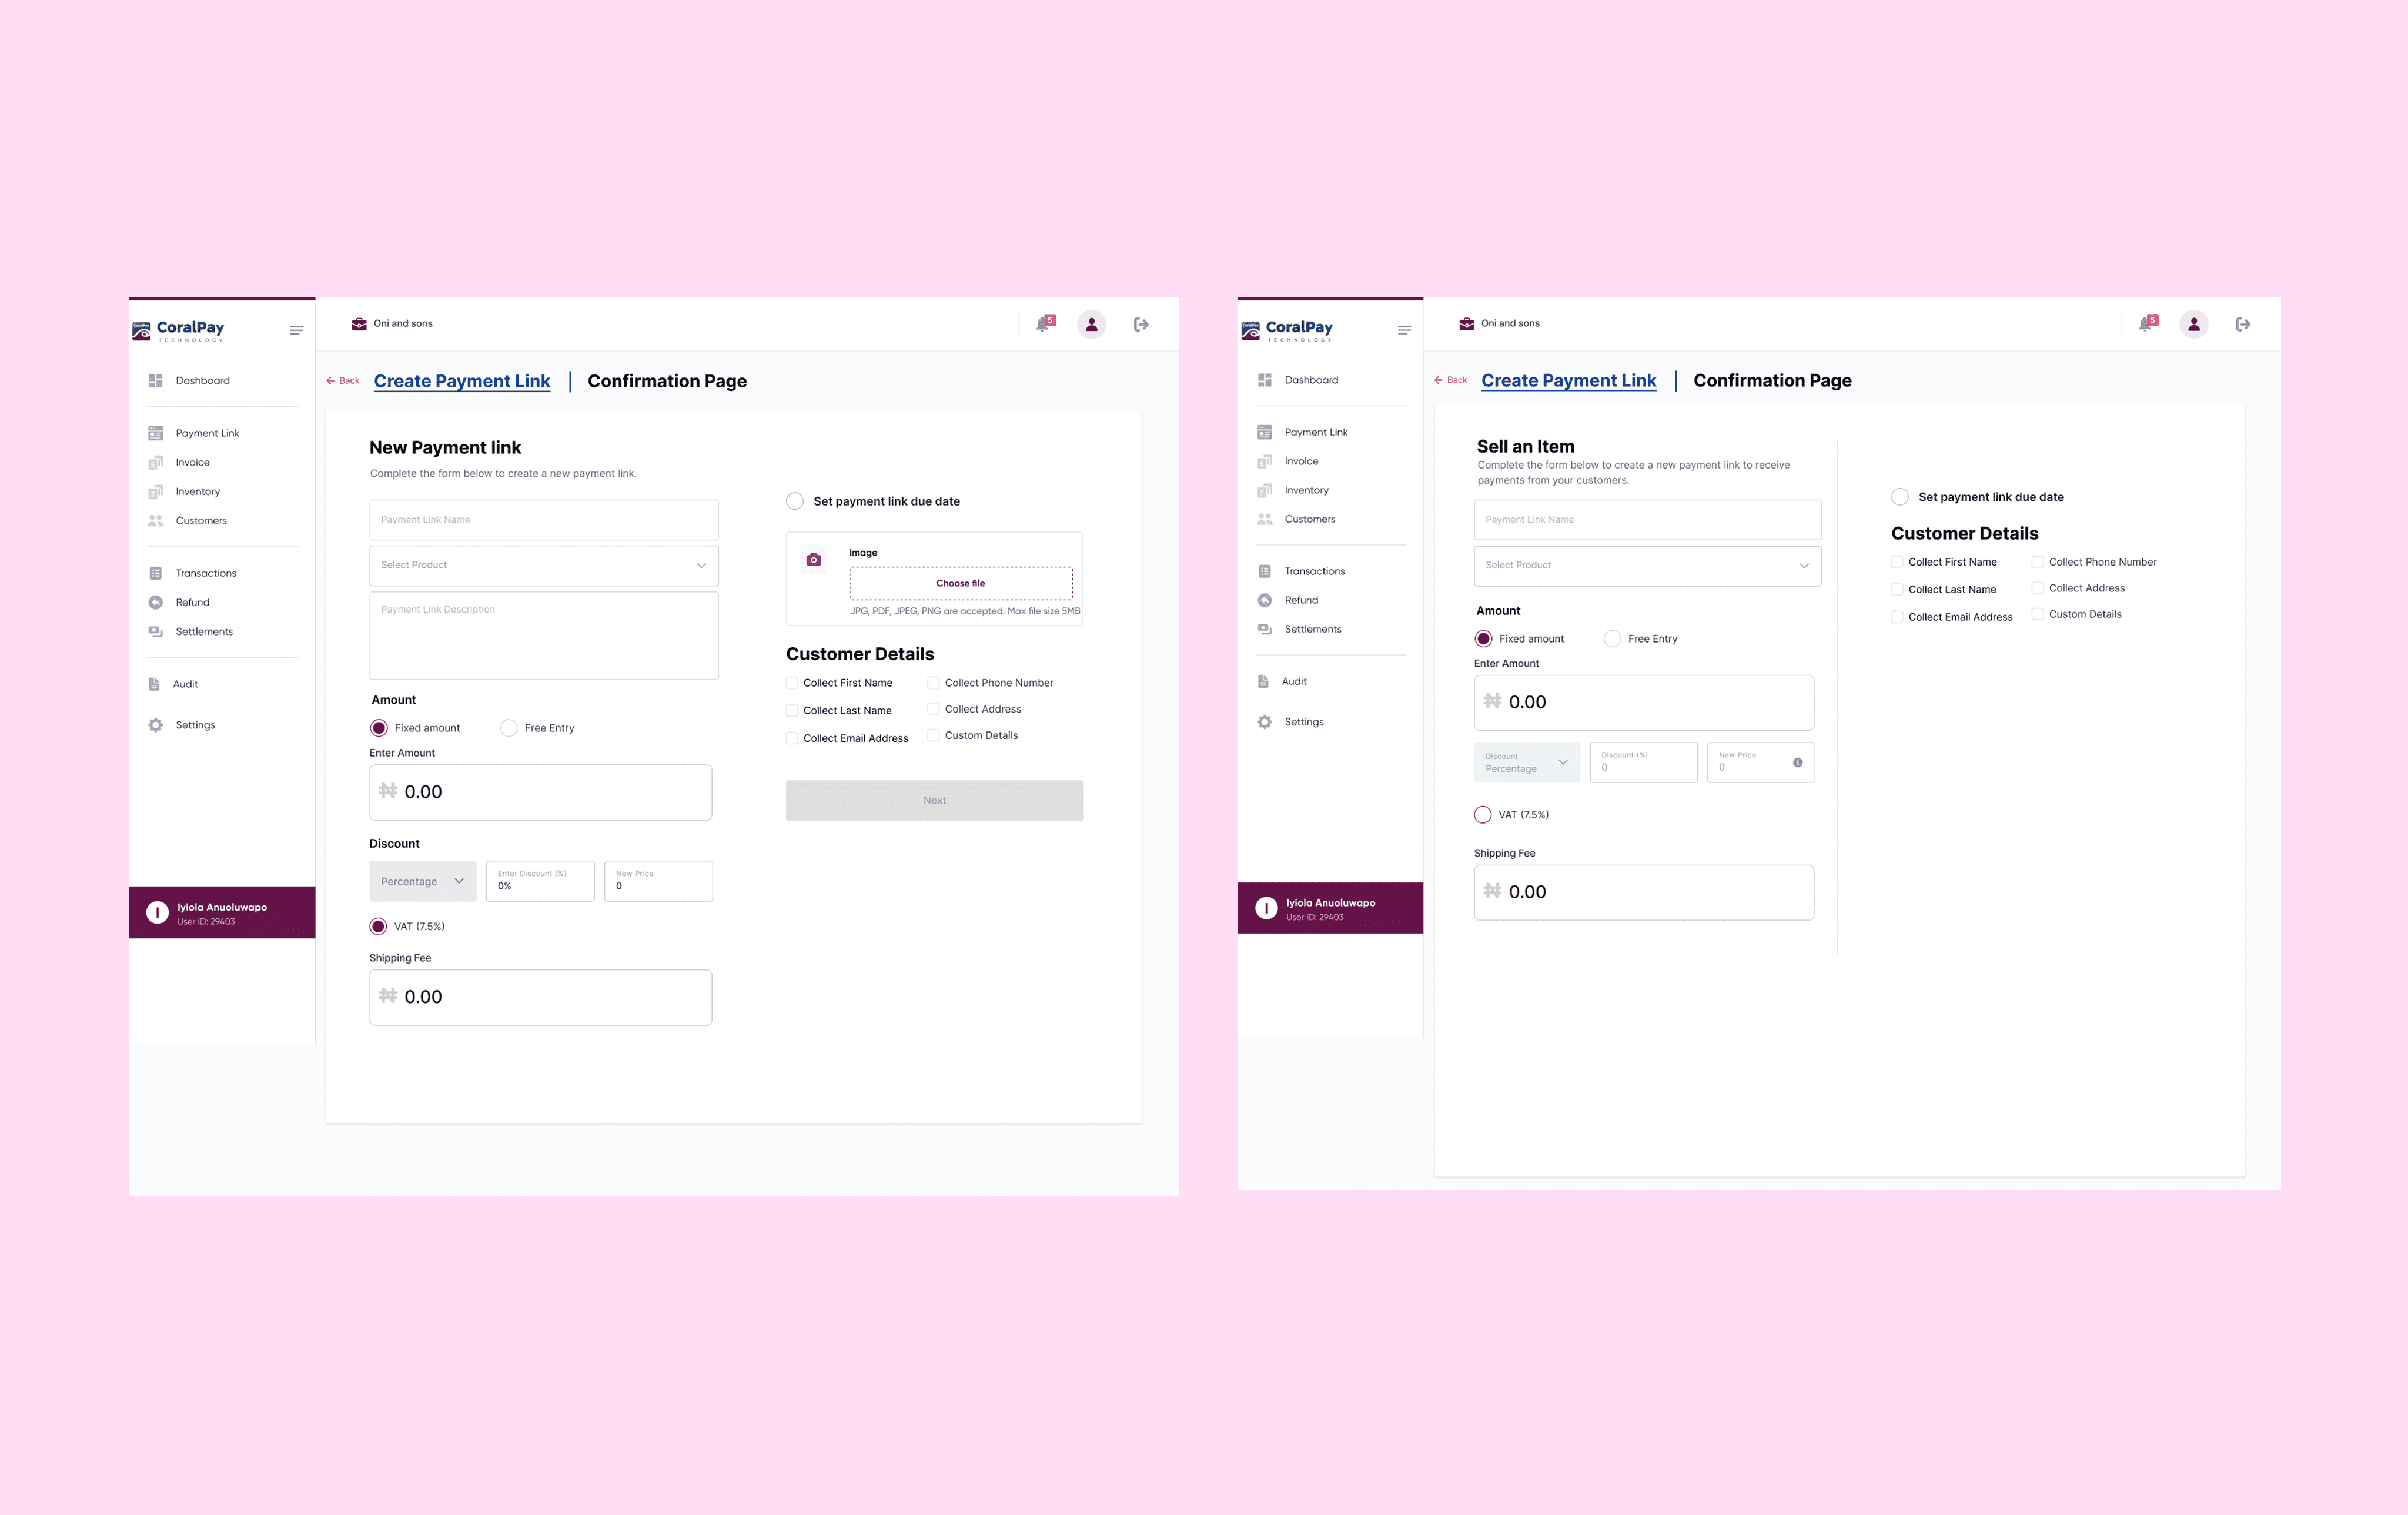 CoralPay
TECHNOLOGY
Dashboard
Payment Link
Invoice
Inventory
Customers
Transactions
Refund
Settlements
Audit
Settings
I
Iyiola Anuoluwapo
User ID: 29403
Oni and sons
5
Back
Create Payment Link | Confirmation Page
New Payment link
Complete the form below to create a new payment link.
Payment Link Name
Select Product
Payment Link Description
Amount
Fixed amount Free Entry
Enter Amount
₦ 0.00
Discount
Percentage
Enter Discount (%)
0%
New Price
0
VAT (7.5%)
Shipping Fee
₦ 0.00
Set payment link due date
Image
Choose file
JPG, PDF, JPEG, PNG are accepted. Max file size 5MB
Customer Details
Collect First Name Collect Phone Number
Collect Last Name Collect Address
Collect Email Address Custom Details
Next
CoralPay
TECHNOLOGY
Dashboard
Payment Link
Invoice
Inventory
Customers
Transactions
Refund
Settlements
Audit
Settings
I
Iyiola Anuoluwapo
User ID: 29403
Oni and sons
5
Back
Create Payment Link | Confirmation Page
Sell an Item
Complete the form below to create a new payment link to receive
payments from your customers.
Payment Link Name
Select Product
Amount
Fixed amount Free Entry
Enter Amount
₦ 0.00
Discount
Percentage
Discount (%)
0
New Price
0
VAT (7.5%)
Shipping Fee
₦ 0.00
Set payment link due date
Customer Details
Collect First Name Collect Phone Number
Collect Last Name Collect Address
Collect Email Address Custom Details